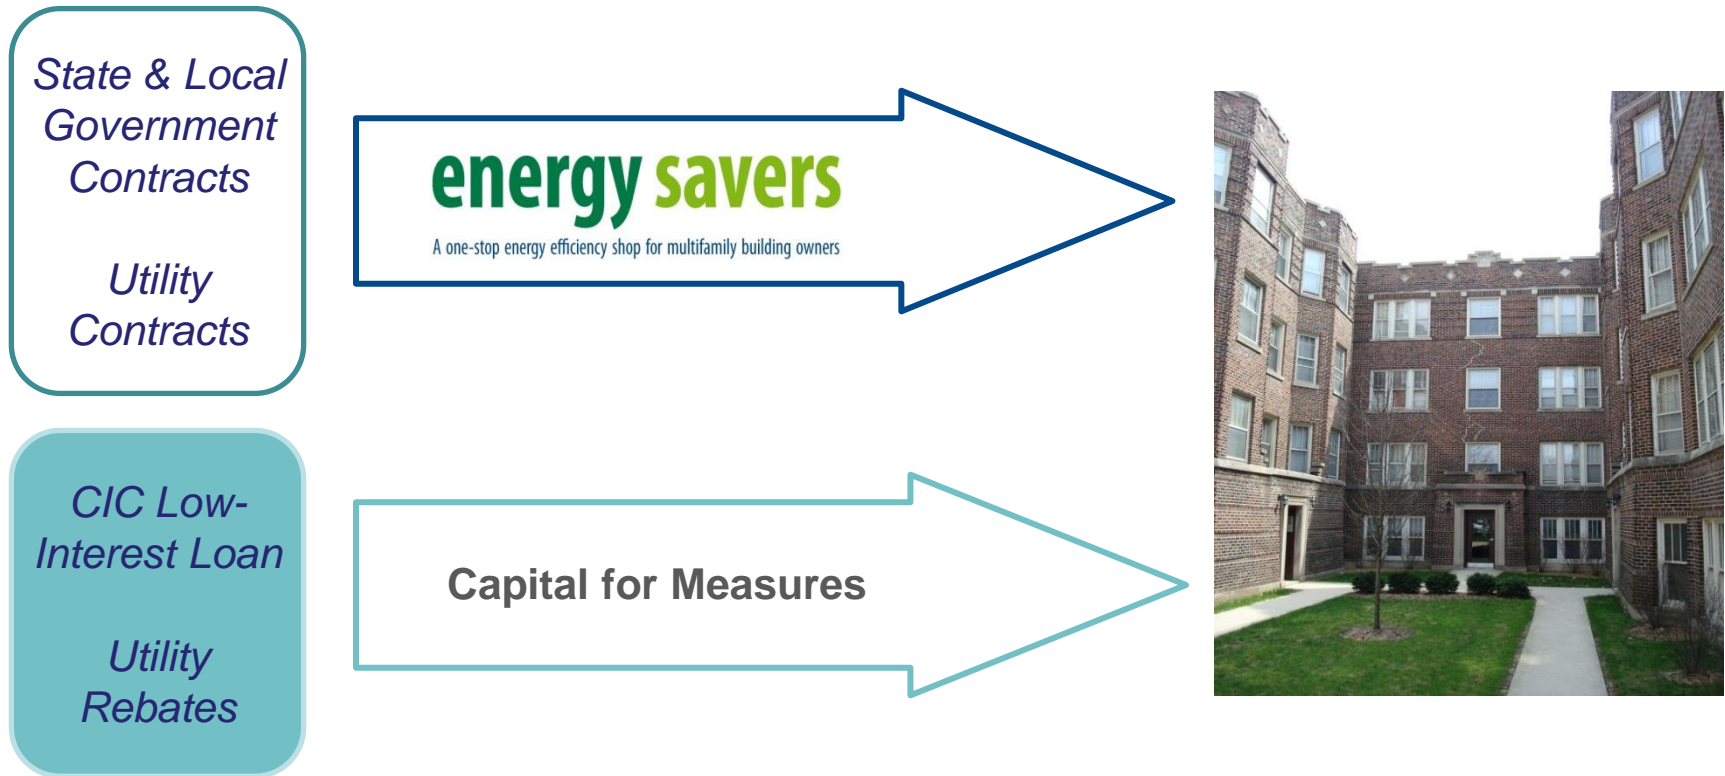 State & Local
Government
Contracts
Utility
Contracts
energy savers
A one-stop energy efficiency shop for multifamily building owners
CIC Low-
Interest Loan
Utility
Rebates
Capital for Measures